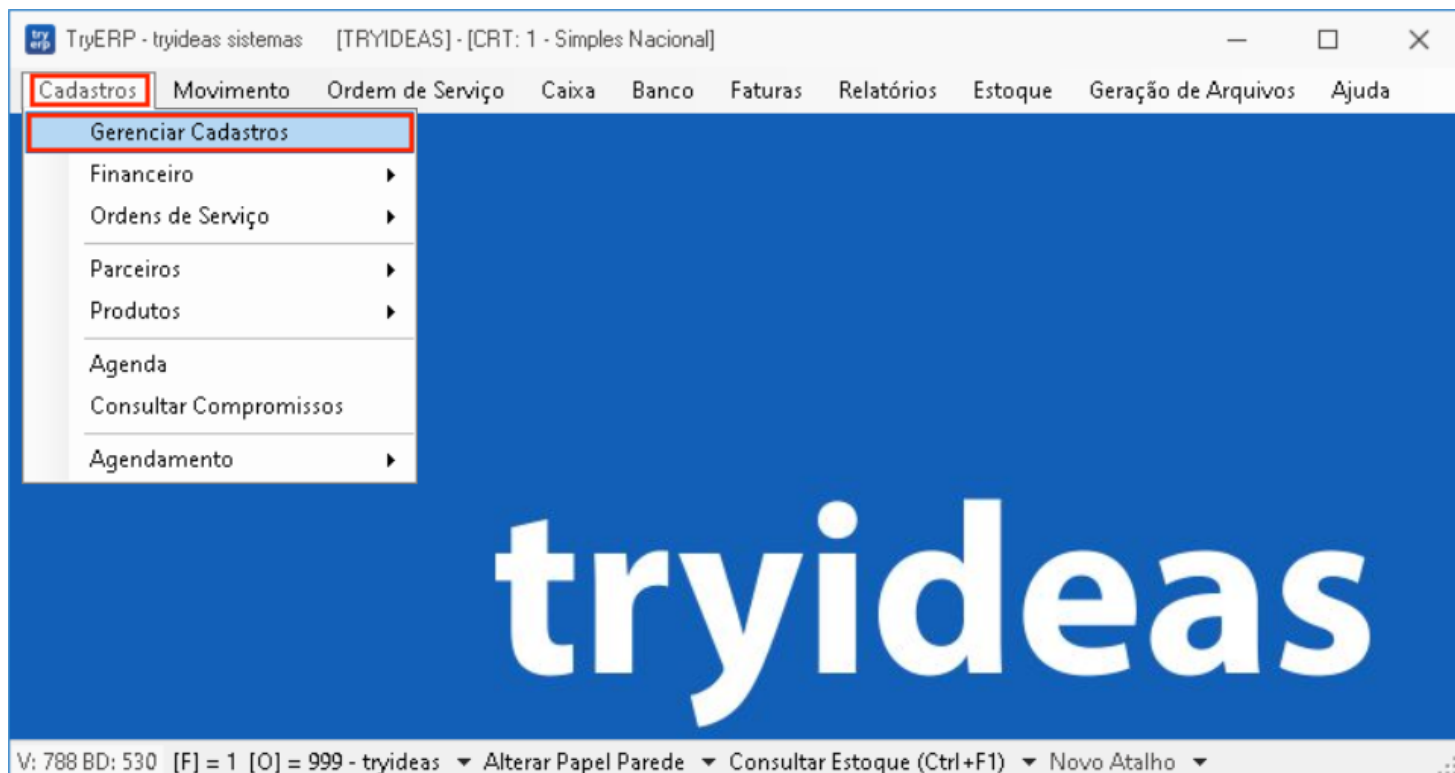 try
erp
TryERP - tryideas sistemas [TRYIDEAS] - [CRT: 1 - Simples Nacional]
Cadastros Movimento Ordem de Serviço Caixa Banco Faturas Relatórios Estoque Geração de Arquivos Ajuda
Gerenciar Cadastros
Financeiro
Ordens de Serviço
Parceiros
Produtos
Agenda
Consultar Compromissos
Agendamento
tryideas
V: 788 BD: 530 [F] = 1 [O] = 999 - tryideas Alterar Papel Parede Consultar Estoque (Ctrl+F1) Novo Atalho